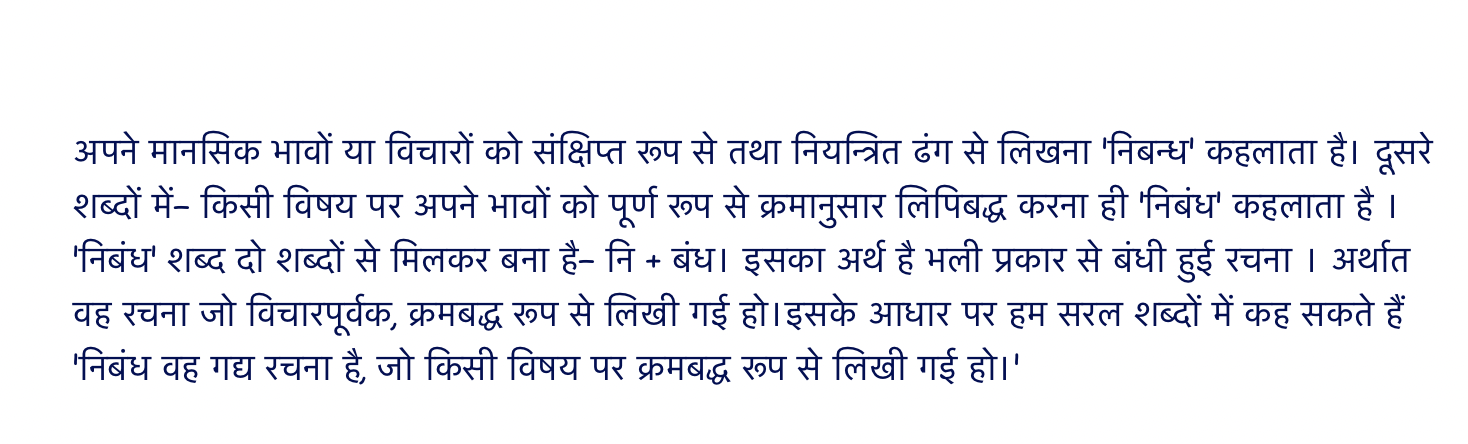 अपने मानसिक भावों या विचारों को संक्षिप्त रूप से तथा नियन्त्रित ढंग से लिखना 'निबन्ध' कहलाता है। दूसरे
शब्दों में– किसी विषय पर अपने भावों को पूर्ण रूप से क्रमानुसार लिपिबद्ध करना ही 'निबंध' कहलाता है ।
'निबंध' शब्द दो शब्दों से मिलकर बना है– नि + बंध। इसका अर्थ है भली प्रकार से बंधी हुई रचना । अर्थात
वह रचना जो विचारपूर्वक, क्रमबद्ध रूप से लिखी गई हो।इसके आधार पर हम सरल शब्दों में कह सकते हैं
'निबंध वह गद्य रचना है, जो किसी विषय पर क्रमबद्ध रूप से लिखी गई हो।'